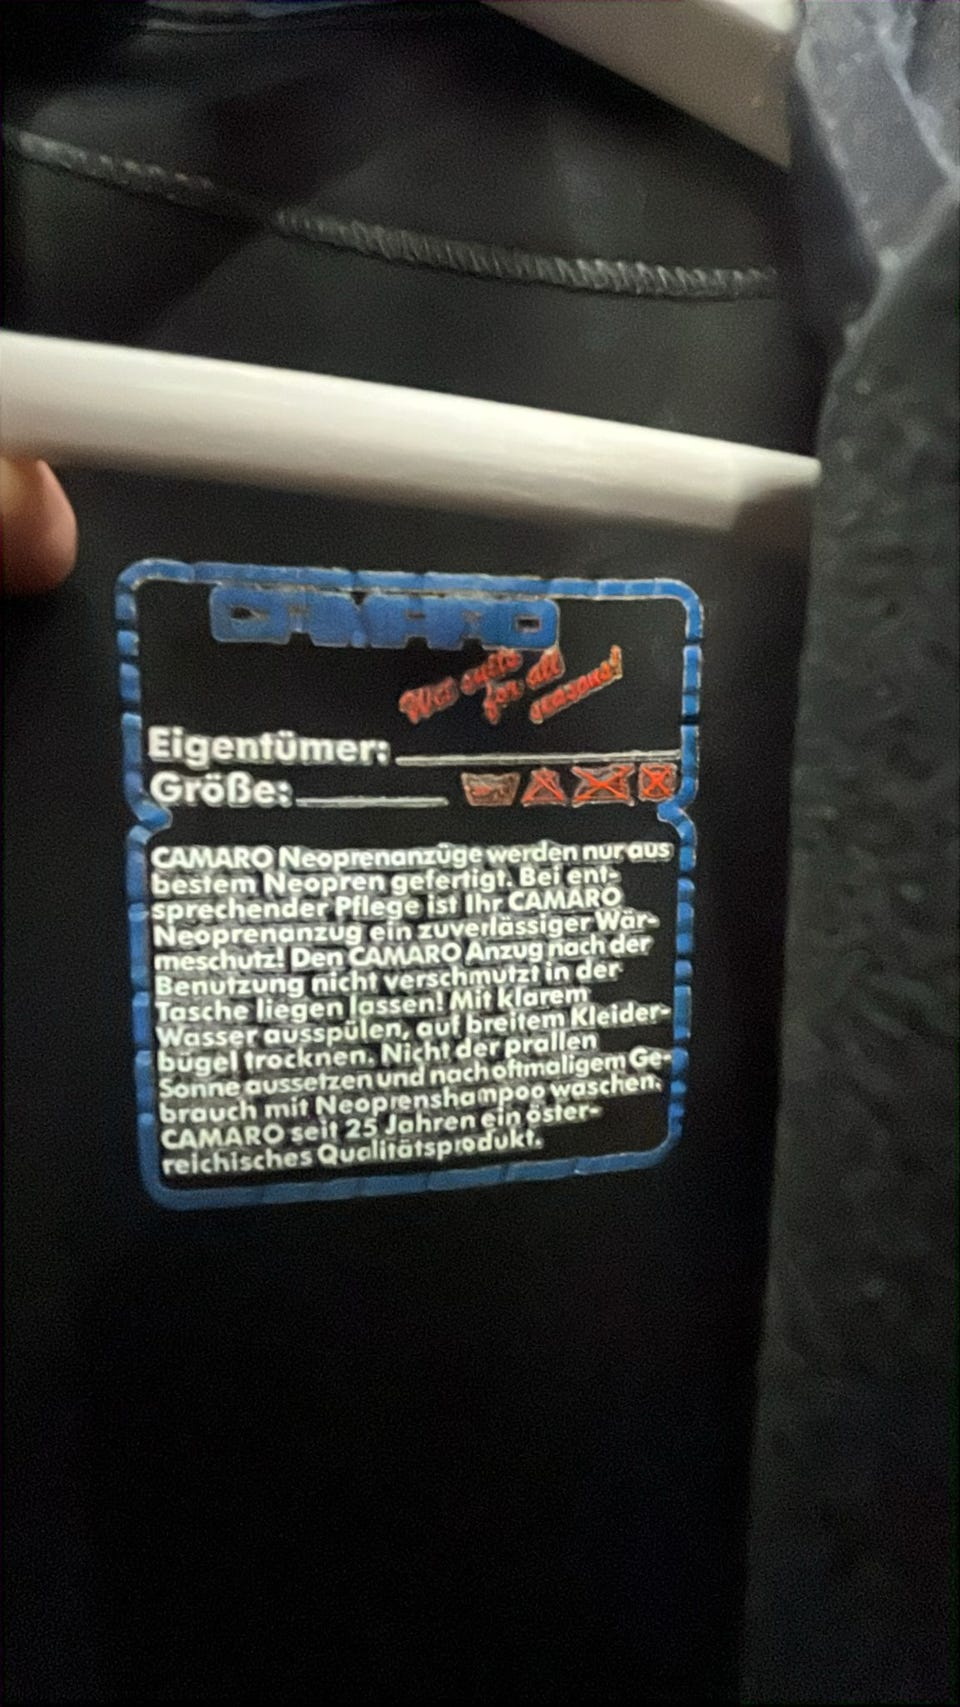 CAMARO
Wet suits
for all
seasons!
Eigentümer:
Größe:
CAMARO Neoprenanzüge werden nur aus
bestem Neopren gefertigt. Bei ent-
sprechender Pflege ist Ihr CAMARO
Neoprenanzug ein zuverlässiger Wär-
meschutz! Den CAMARO Anzug nach der
Benutzung nicht verschmutzt in der
Tasche liegen lassen! Mit klarem
Wasser ausspülen, auf breitem Kleider-
bügel trocknen. Nicht der prallen
Sonne aussetzen und nach oftmaligem Ge-
brauch mit Neoprenshampoo waschen.
CAMARO seit 25 Jahren ein öster-
reichisches Qualitätsprodukt.